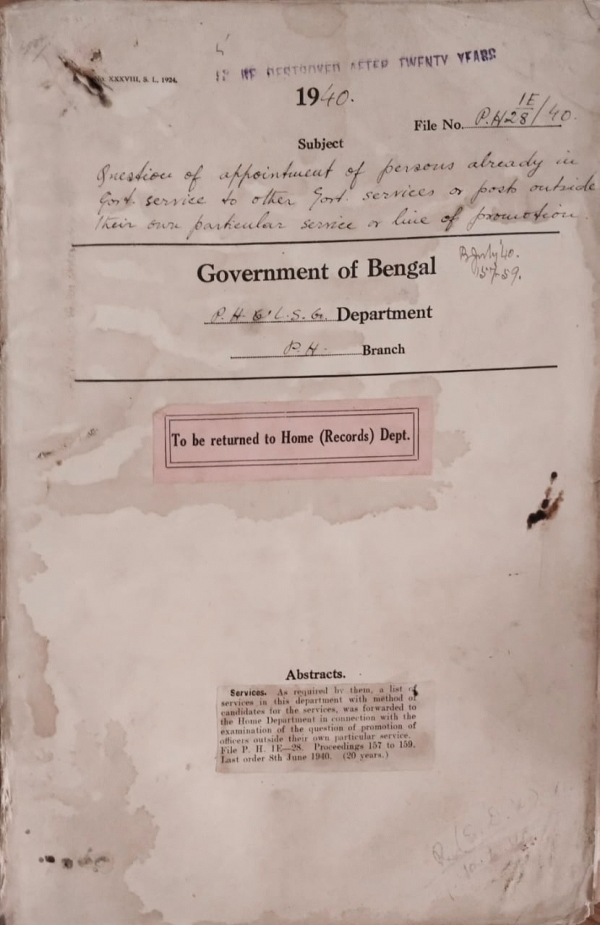 XXXVIII, S. I., 1924.
TO BE DESTROYED AFTER TWENTY YEARS
1940.
File No. P.H 1E/28 / 40.
Subject
Question of appointment of persons already in
Govt. service to other Govt. services or posts outside
their own particular service or line of promotion.
B July 40.
157-59.
Government of Bengal
P. H. & L. S. G. Department
P. H. Branch
To be returned to Home (Records) Dept.
Abstracts.
Services. As required by them, a list of
services in this department with method of
candidates for the services, was forwarded to
the Home Department in connection with the
examination of the question of promotion of
officers outside their own particular service.
File P. H. 1E—28. Proceedings 157 to 159.
Last order 8th June 1940. (20 years.)